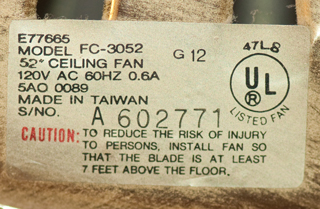 E77665
MODEL FC-3052 G 12 47L8
52" CEILING FAN
120V AC 60HZ 0.6A
5AO 0089
UL ®
LISTED FAN
MADE IN TAIWAN
S/NO. A 602771
CAUTION: TO REDUCE THE RISK OF INJURY
TO PERSONS, INSTALL FAN SO
THAT THE BLADE IS AT LEAST
7 FEET ABOVE THE FLOOR.